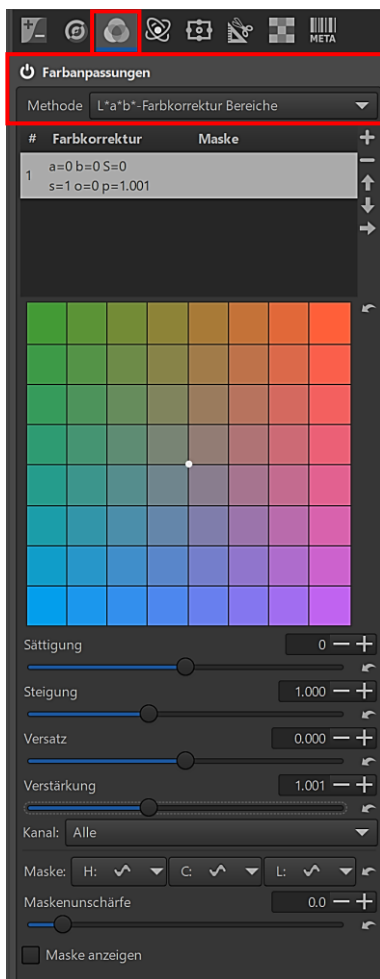 META
Farbanpassungen
Methode L*a*b*-Farbkorrektur Bereiche
# Farbkorrektur Maske
1 a=0 b=0 S=0
s=1 o=0 p=1.001
Sättigung 0
Steigung 1.000
Versatz 0.000
Verstärkung 1.001
Kanal: Alle
Maske: H: C: L:
Maskenunschärfe 0.0
Maske anzeigen